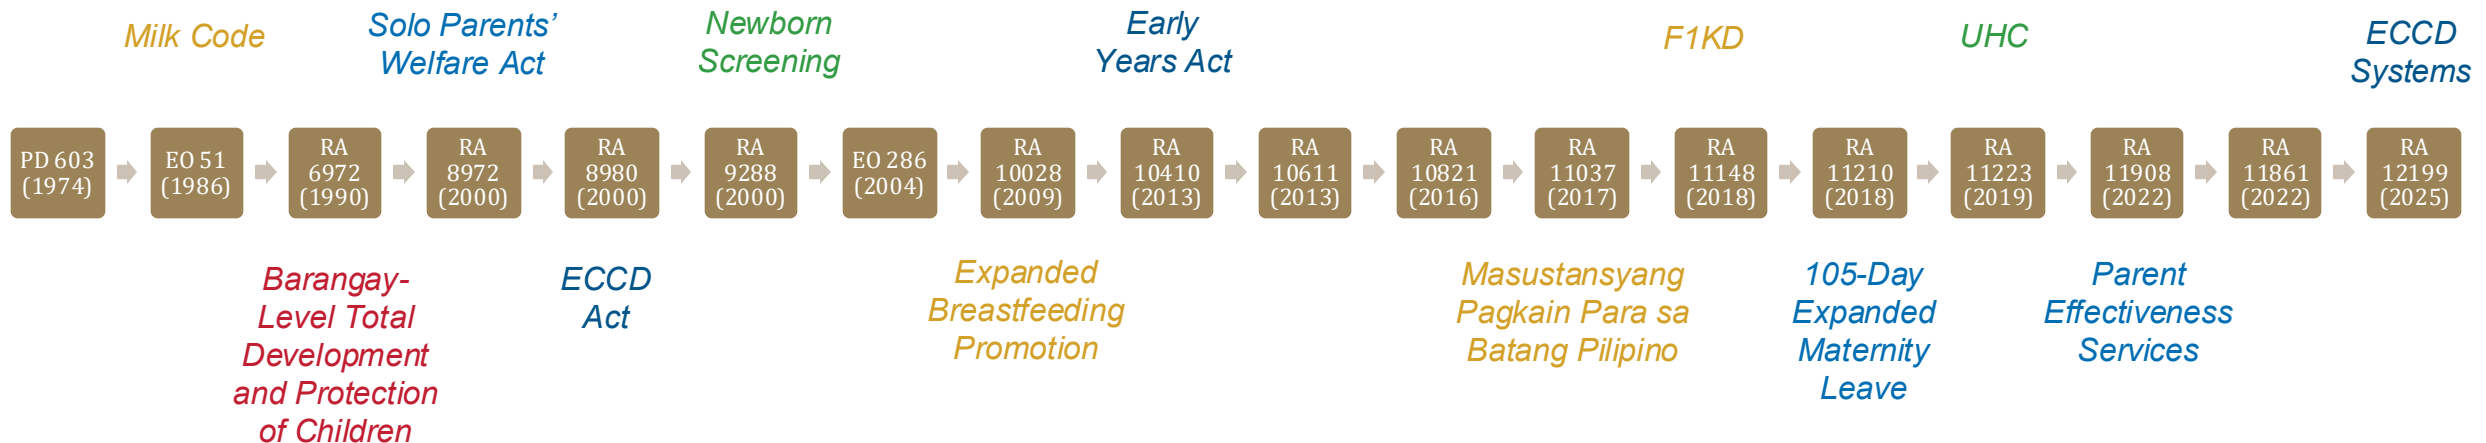 Milk Code
Solo Parents’
Welfare Act
Newborn
Screening
Early
Years Act
F1KD
UHC
ECCD
Systems
PD 603
(1974)
EO 51
(1986)
RA
6972
(1990)
RA
8972
(2000)
RA
8980
(2000)
RA
9288
(2000)
EO 286
(2004)
RA
10028
(2009)
RA
10410
(2013)
RA
10611
(2013)
RA
10821
(2016)
RA
11037
(2017)
RA
11148
(2018)
RA
11210
(2018)
RA
11223
(2019)
RA
11908
(2022)
RA
11861
(2022)
RA
12199
(2025)
Barangay-
Level Total
Development
and Protection
of Children
ECCD
Act
Expanded
Breastfeeding
Promotion
Masustansyang
Pagkain Para sa
Batang Pilipino
105-Day
Expanded
Maternity
Leave
Parent
Effectiveness
Services